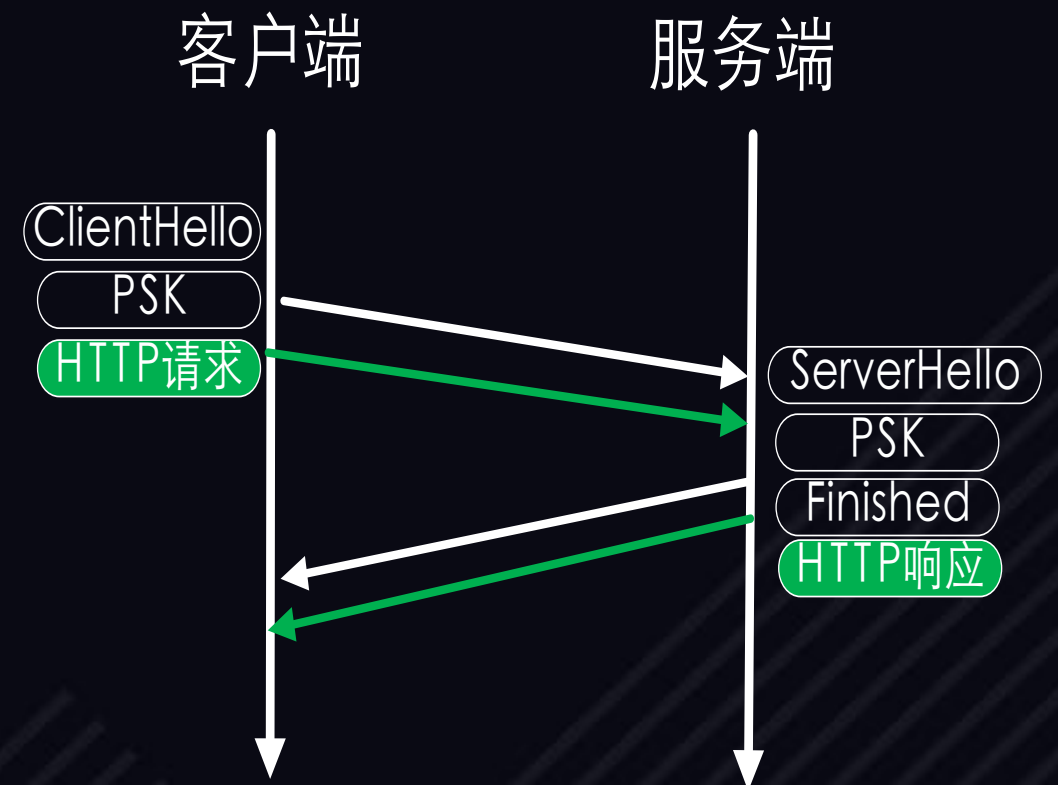 客户端
服务端
ClientHello
PSK
HTTP请求
ServerHello
PSK
Finished
HTTP响应